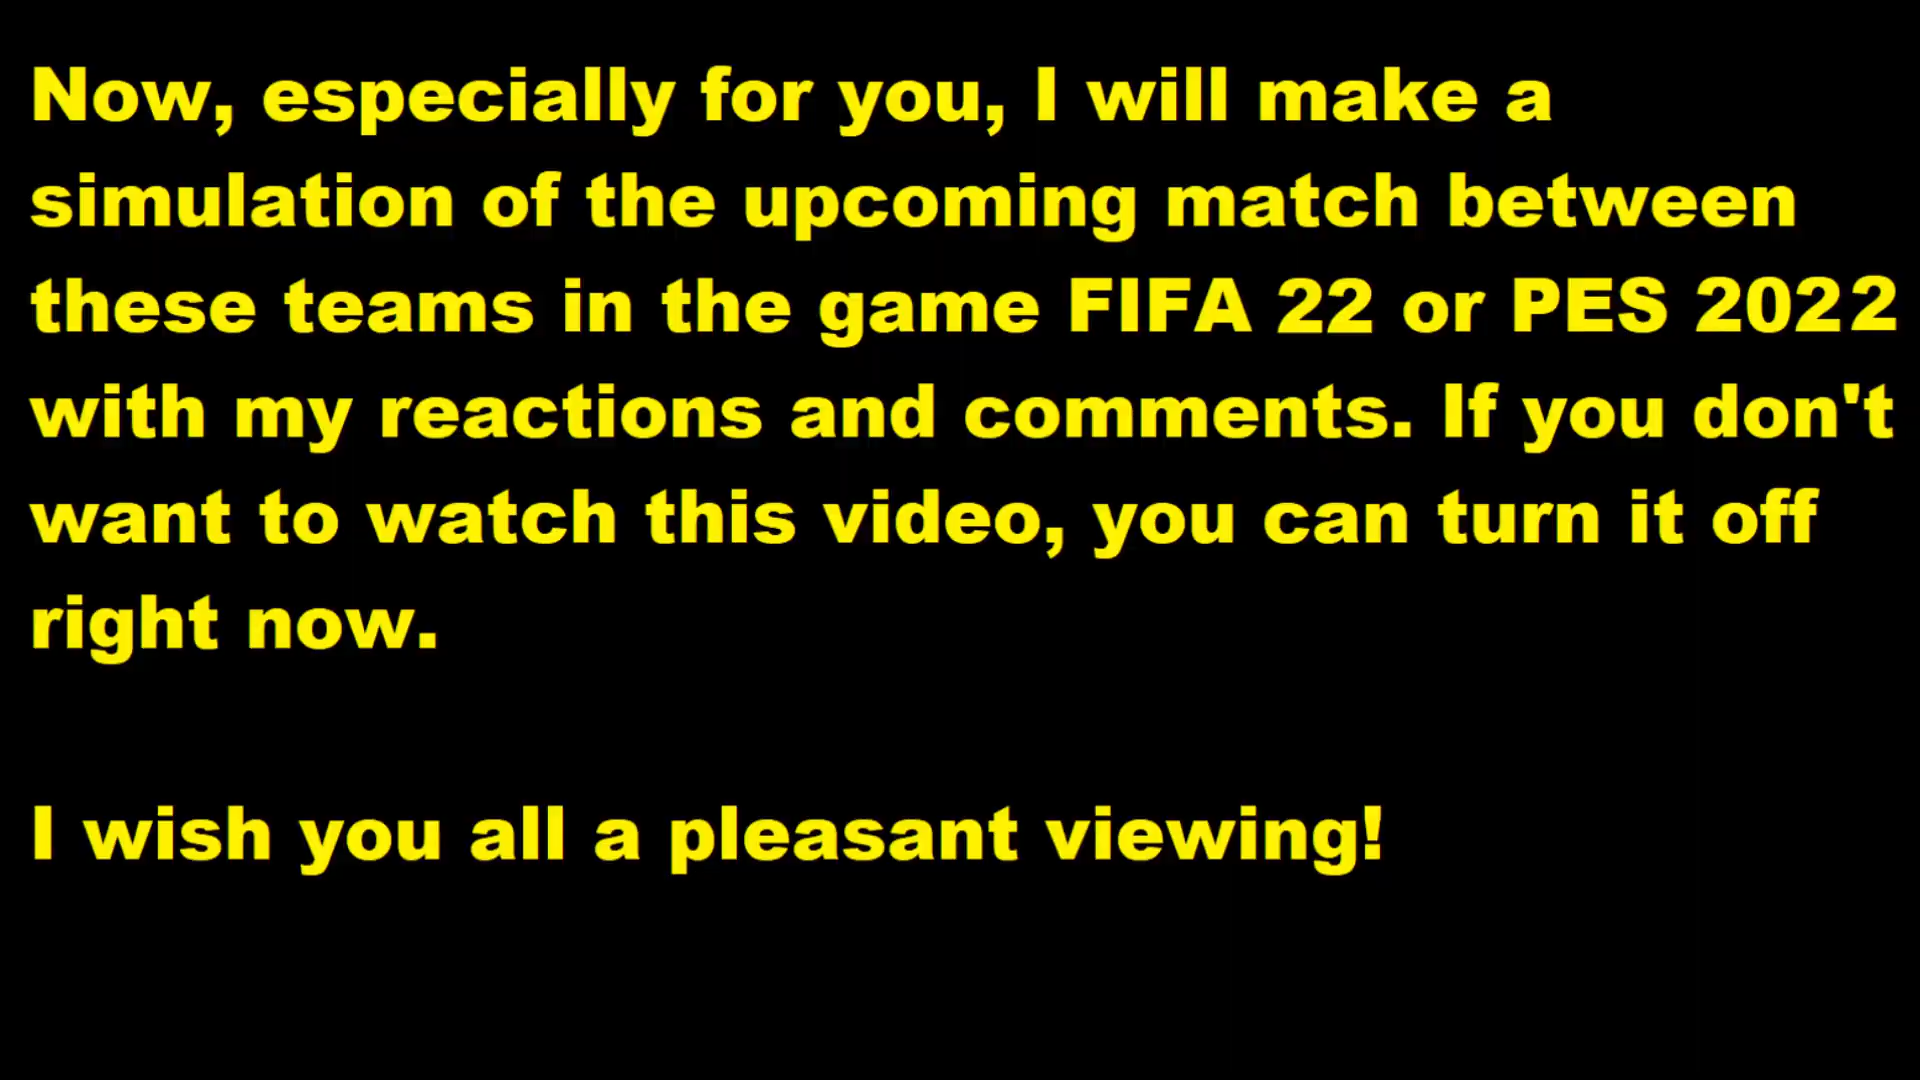 Now, especially for you, I will make a
simulation of the upcoming match between
these teams in the game FIFA 22 or PES 2022
with my reactions and comments. If you don't
want to watch this video, you can turn it off
right now.
I wish you all a pleasant viewing!